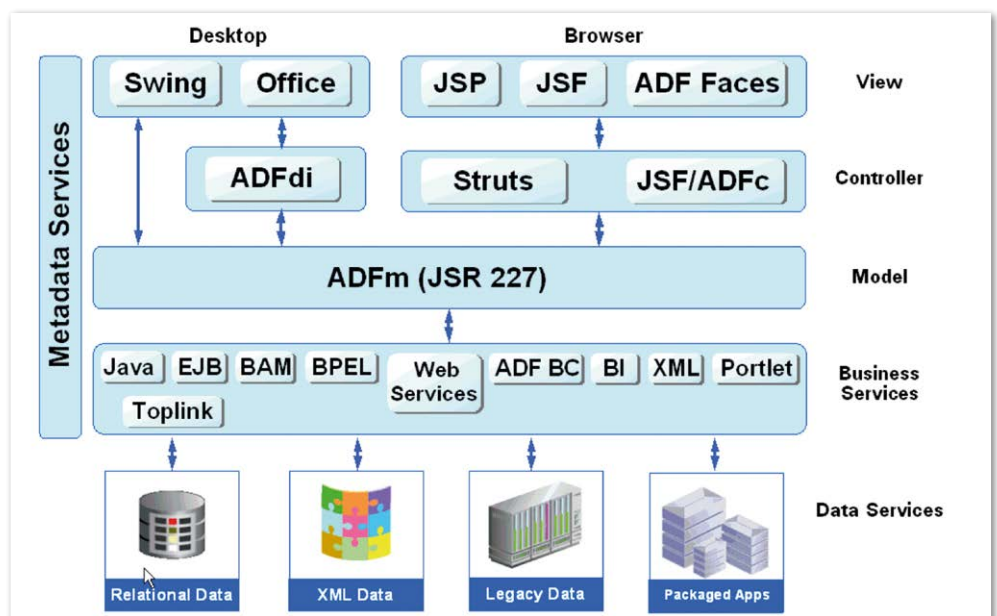 Desktop
Browser
Metadata Services
Swing
Office
JSP
JSF
ADF Faces
View
ADFdi
Struts
JSF/ADFc
Controller
ADFm (JSR 227)
Model
Java
EJB
BAM
BPEL
Web
Services
ADF BC
BI
XML
Portlet
Toplink
Business
Services
Data Services
Relational Data
XML Data
Legacy Data
Packaged Apps